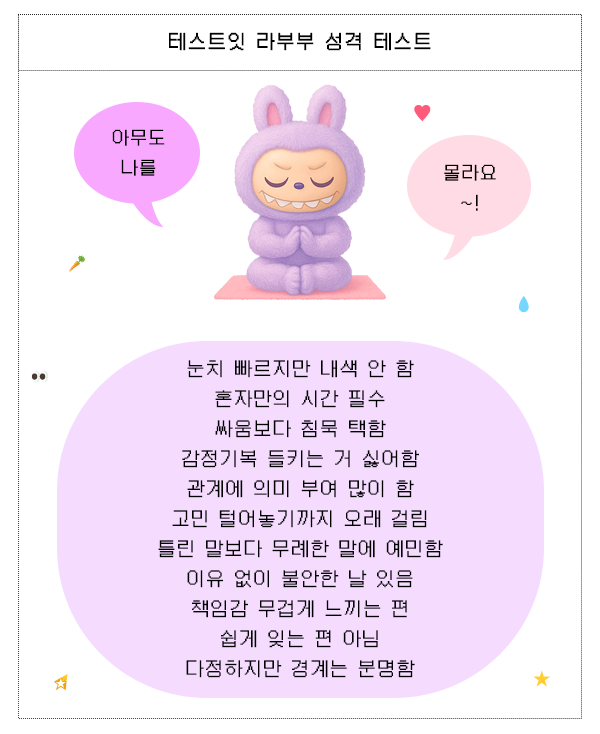 테스트잇 라부부 성격 테스트
아무도
나를
몰라요
~!
눈치 빠르지만 내색 안 함
혼자만의 시간 필수
싸움보다 침묵 택함
감정기복 들키는 거 싫어함
관계에 의미 부여 많이 함
고민 털어놓기까지 오래 걸림
틀린 말보다 무례한 말에 예민함
이유 없이 불안한 날 있음
책임감 무겁게 느끼는 편
쉽게 잊는 편 아님
다정하지만 경계는 분명함